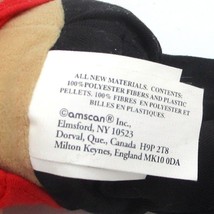 ALL NEW MATERIALS. CONTENTS:
100% POLYESTER FIBERS AND PLASTIC
PELLETS. 100% FIBRES EN POLYESTER ET
BILLES EN PLASTIQUES.
©amscan® Inc.
Elmsford, NY 10523
Dorval, Que., Canada H9P 2T8
Milton Keynes, England MK10 0DA